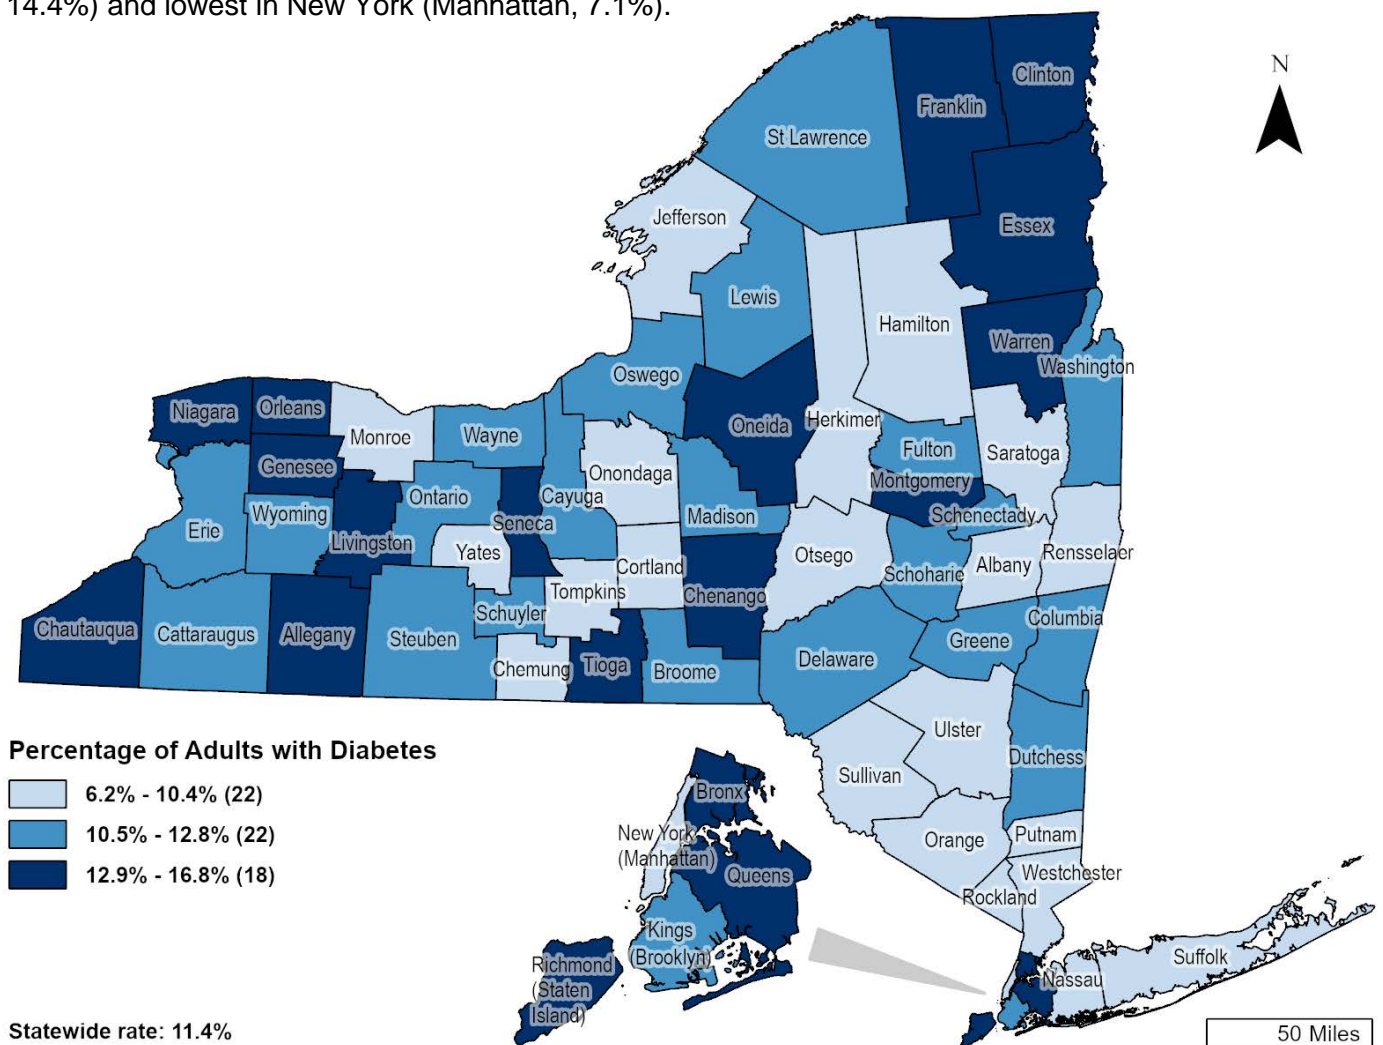 14.4%) and lowest in New York (Manhattan, 7.1%).
N
Clinton
Franklin
St Lawrence
Jefferson
Essex
Lewis
Hamilton
Warren
Washington
Oswego
Niagara
Orleans
Monroe
Wayne
Oneida
Herkimer
Fulton
Saratoga
Genesee
Onondaga
Montgomery
Ontario
Cayuga
Wyoming
Seneca
Madison
Schenectady
Erie
Livingston
Yates
Otsego
Cortland
Albany
Rensselaer
Schoharie
Tompkins
Chenango
Schuyler
Columbia
Chautauqua
Cattaraugus
Allegany
Steuben
Greene
Chemung
Tioga
Broome
Delaware
Ulster
Dutchess
Sullivan
Percentage of Adults with Diabetes
6.2% - 10.4% (22)
10.5% - 12.8% (22)
12.9% - 16.8% (18)
Bronx
New York
(Manhattan)
Queens
Kings
(Brooklyn)
Richmond
(Staten
Island)
Orange
Putnam
Westchester
Rockland
Nassau
Suffolk
Statewide rate: 11.4%
50 Miles